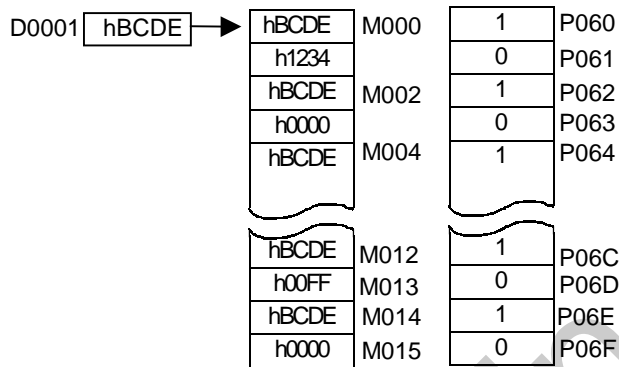 D0001 hBCDE hBCDE M000 1 P060
h1234 0 P061
hBCDE M002 1 P062
h0000 0 P063
hBCDE M004 1 P064
hBCDE M012 1 P06C
h00FF M013 0 P06D
hBCDE M014 1 P06E
h0000 M015 0 P06F